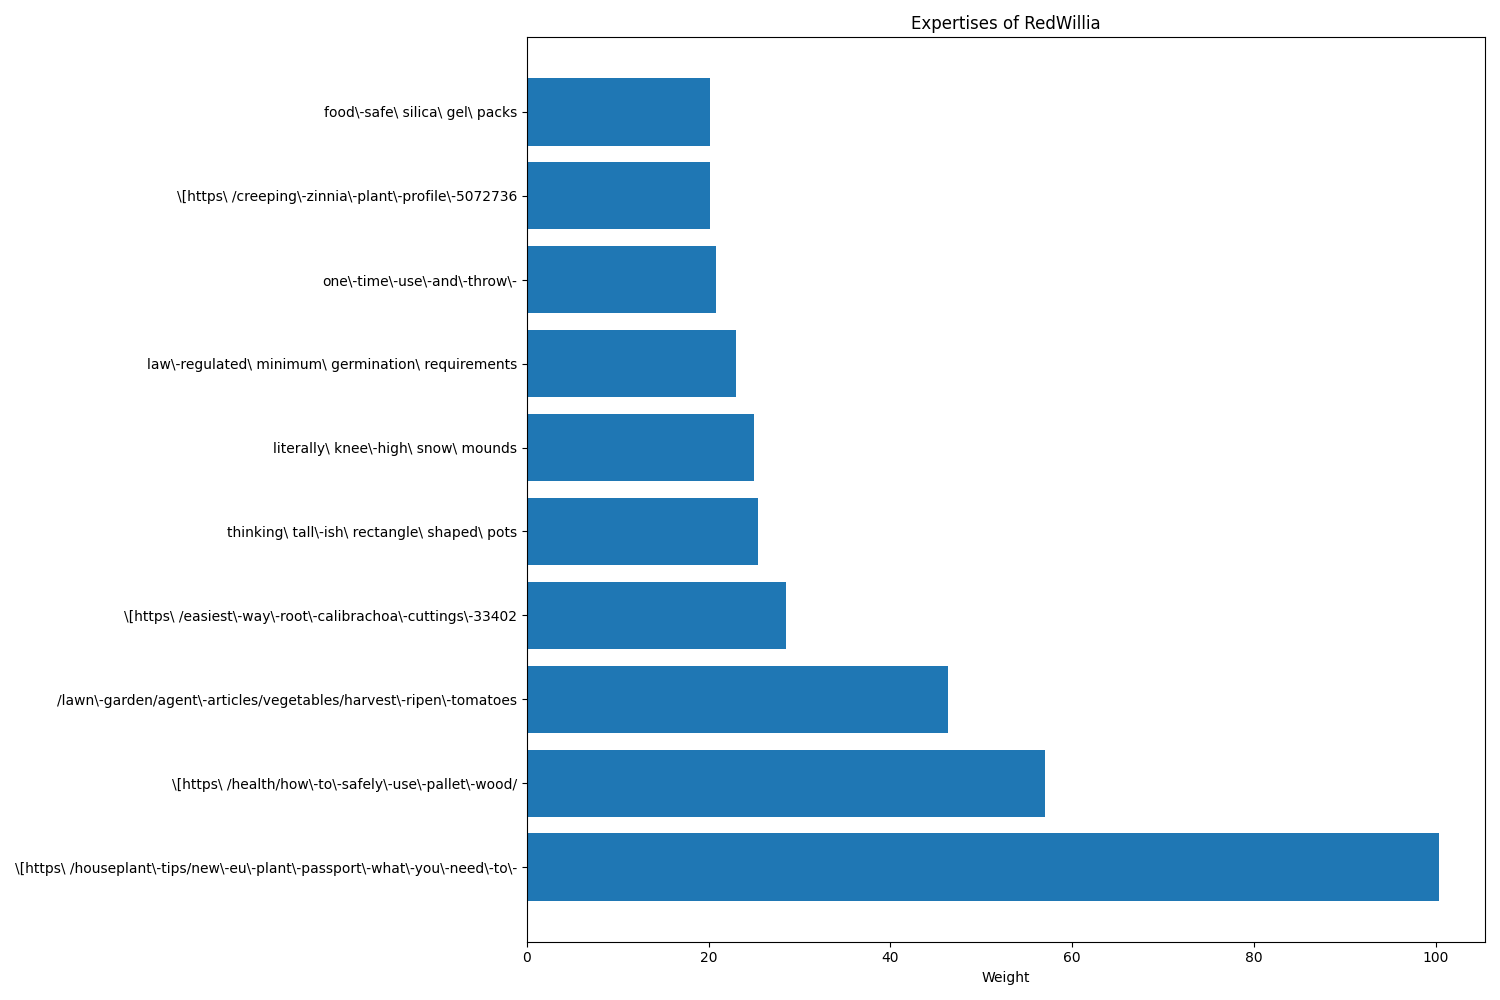 Expertises of RedWillia
food\-safe\ silica\ gel\ packs
\[https\ /creeping\-zinnia\-plant\-profile\-5072736
one\-time\-use\-and\-throw\-
law\-regulated\ minimum\ germination\ requirements
literally\ knee\-high\ snow\ mounds
thinking\ tall\-ish\ rectangle\ shaped\ pots
\[https\ /easiest\-way\-root\-calibrachoa\-cuttings\-33402
/lawn\-garden/agent\-articles/vegetables/harvest\-ripen\-tomatoes
\[https\ /health/how\-to\-safely\-use\-pallet\-wood/
\[https\ /houseplant\-tips/new\-eu\-plant\-passport\-what\-you\-need\-to\-
0 20 40 60 80 100
Weight